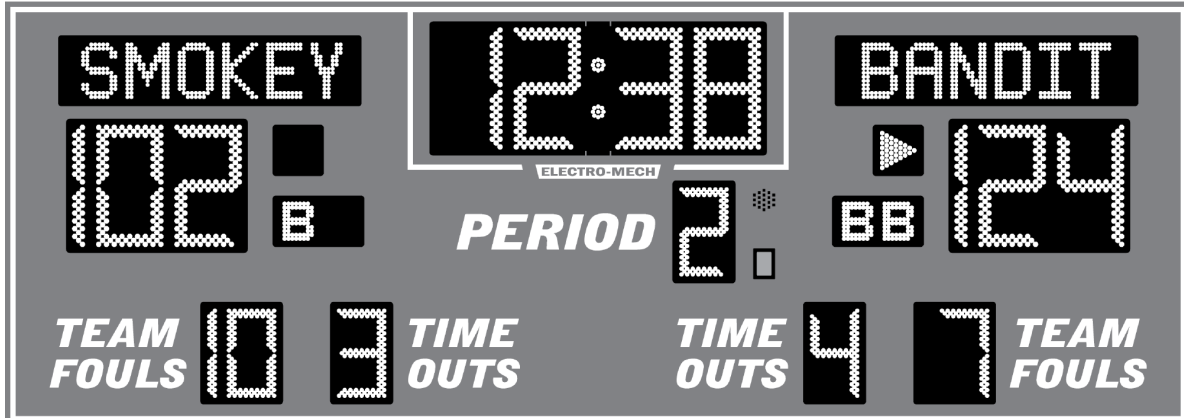 SMOKEY
12:38
BANDIT
102
124
ELECTRO-MECH
B
PERIOD 2
BB
TEAM FOULS 10
3 TIME OUTS
TIME OUTS 4
7 TEAM FOULS